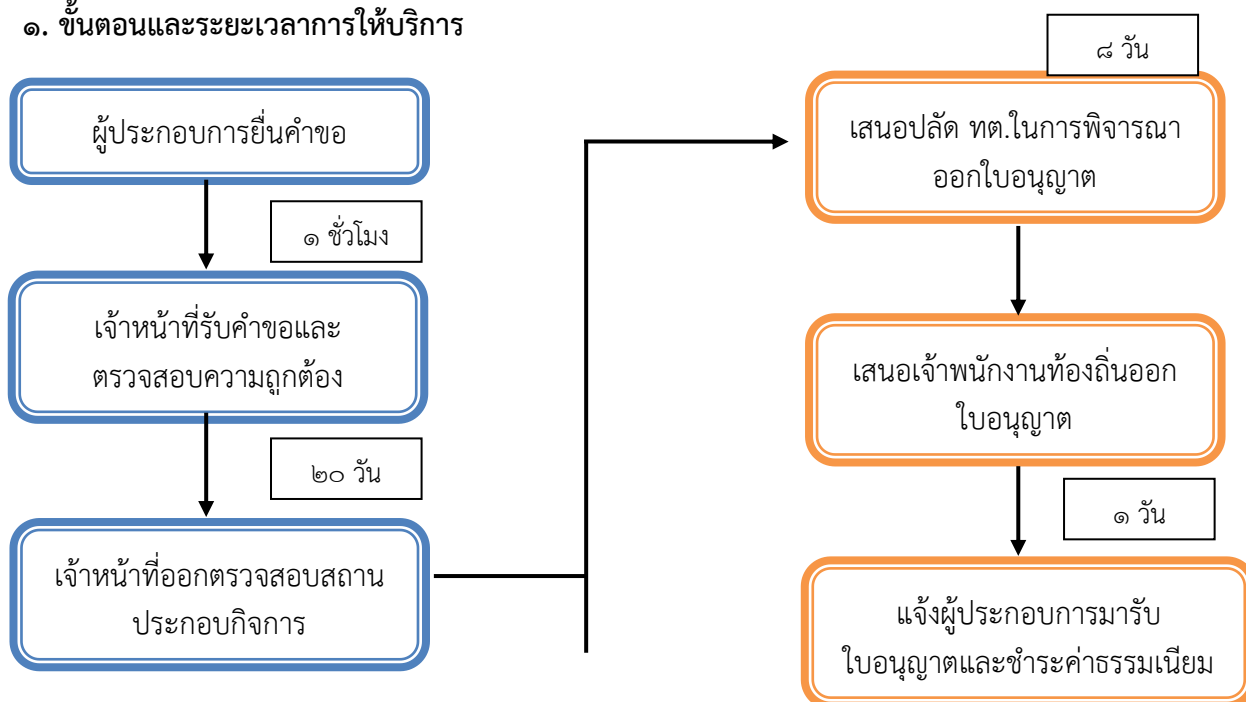 ๑. ขั้นตอนและระยะเวลาการให้บริการ
ผู้ประกอบการยื่นคำขอ
๑ ชั่วโมง
เจ้าหน้าที่รับคำขอและ
ตรวจสอบความถูกต้อง
๒๐ วัน
เจ้าหน้าที่ออกตรวจสอบสถาน
ประกอบกิจการ
๘ วัน
เสนอปลัด ทต.ในการพิจารณา
ออกใบอนุญาต
เสนอเจ้าพนักงานท้องถิ่นออก
ใบอนุญาต
๑ วัน
แจ้งผู้ประกอบการมารับ
ใบอนุญาตและชำระค่าธรรมเนียม